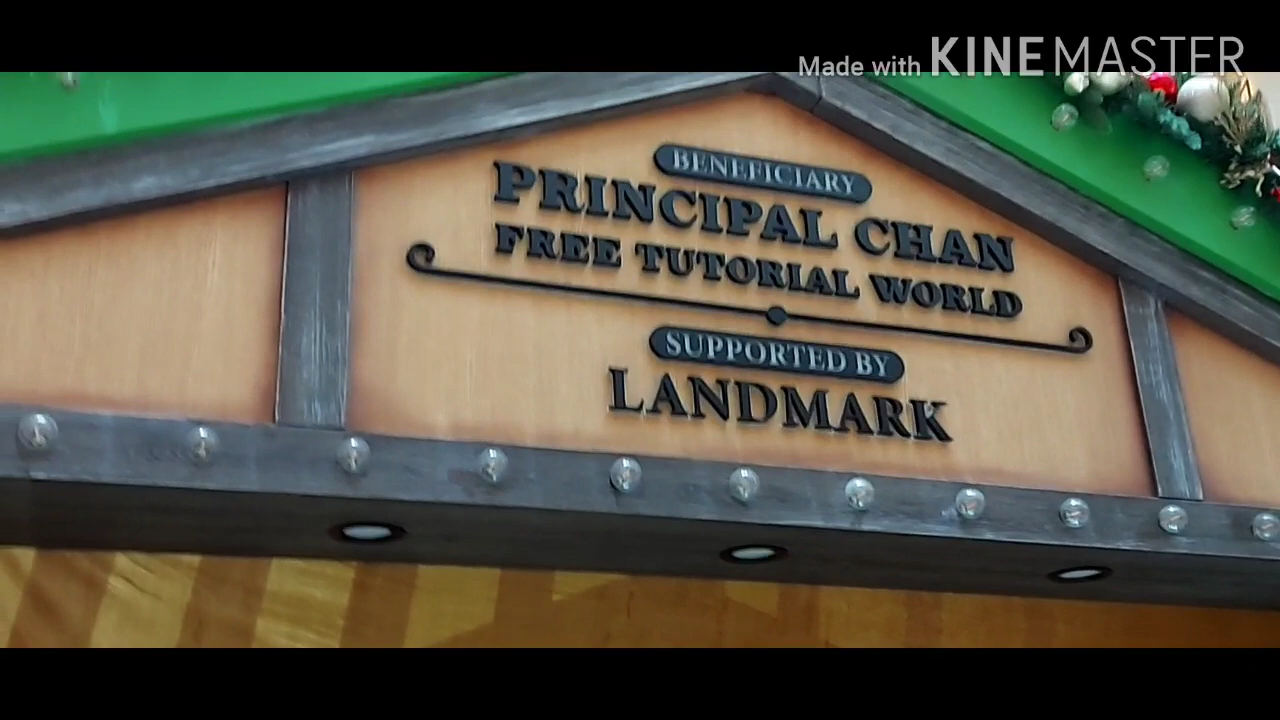 Made with KINEMASTER
BENEFICIARY
PRINCIPAL CHAN
FREE TUTORIAL WORLD
SUPPORTED BY
LANDMARK